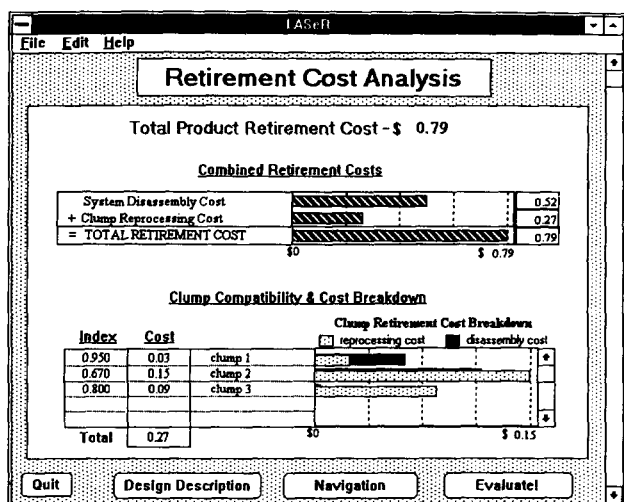 LASeR
File Edit Help
Retirement Cost Analysis
Total Product Retirement Cost - $ 0.79
Combined Retirement Costs
System Disassembly Cost 0.52
+ Clump Reprocessing Cost 0.27
= TOTAL RETIREMENT COST 0.79
$0 $ 0.79
Clump Compatibility & Cost Breakdown
Clump Retirement Cost Breakdown
Index Cost reprocessing cost disassembly cost
0.950 0.03 clump 1
0.670 0.15 clump 2
0.800 0.09 clump 3
Total 0.27 $0 $ 0.15
Quit Design Description Navigation Evaluate!